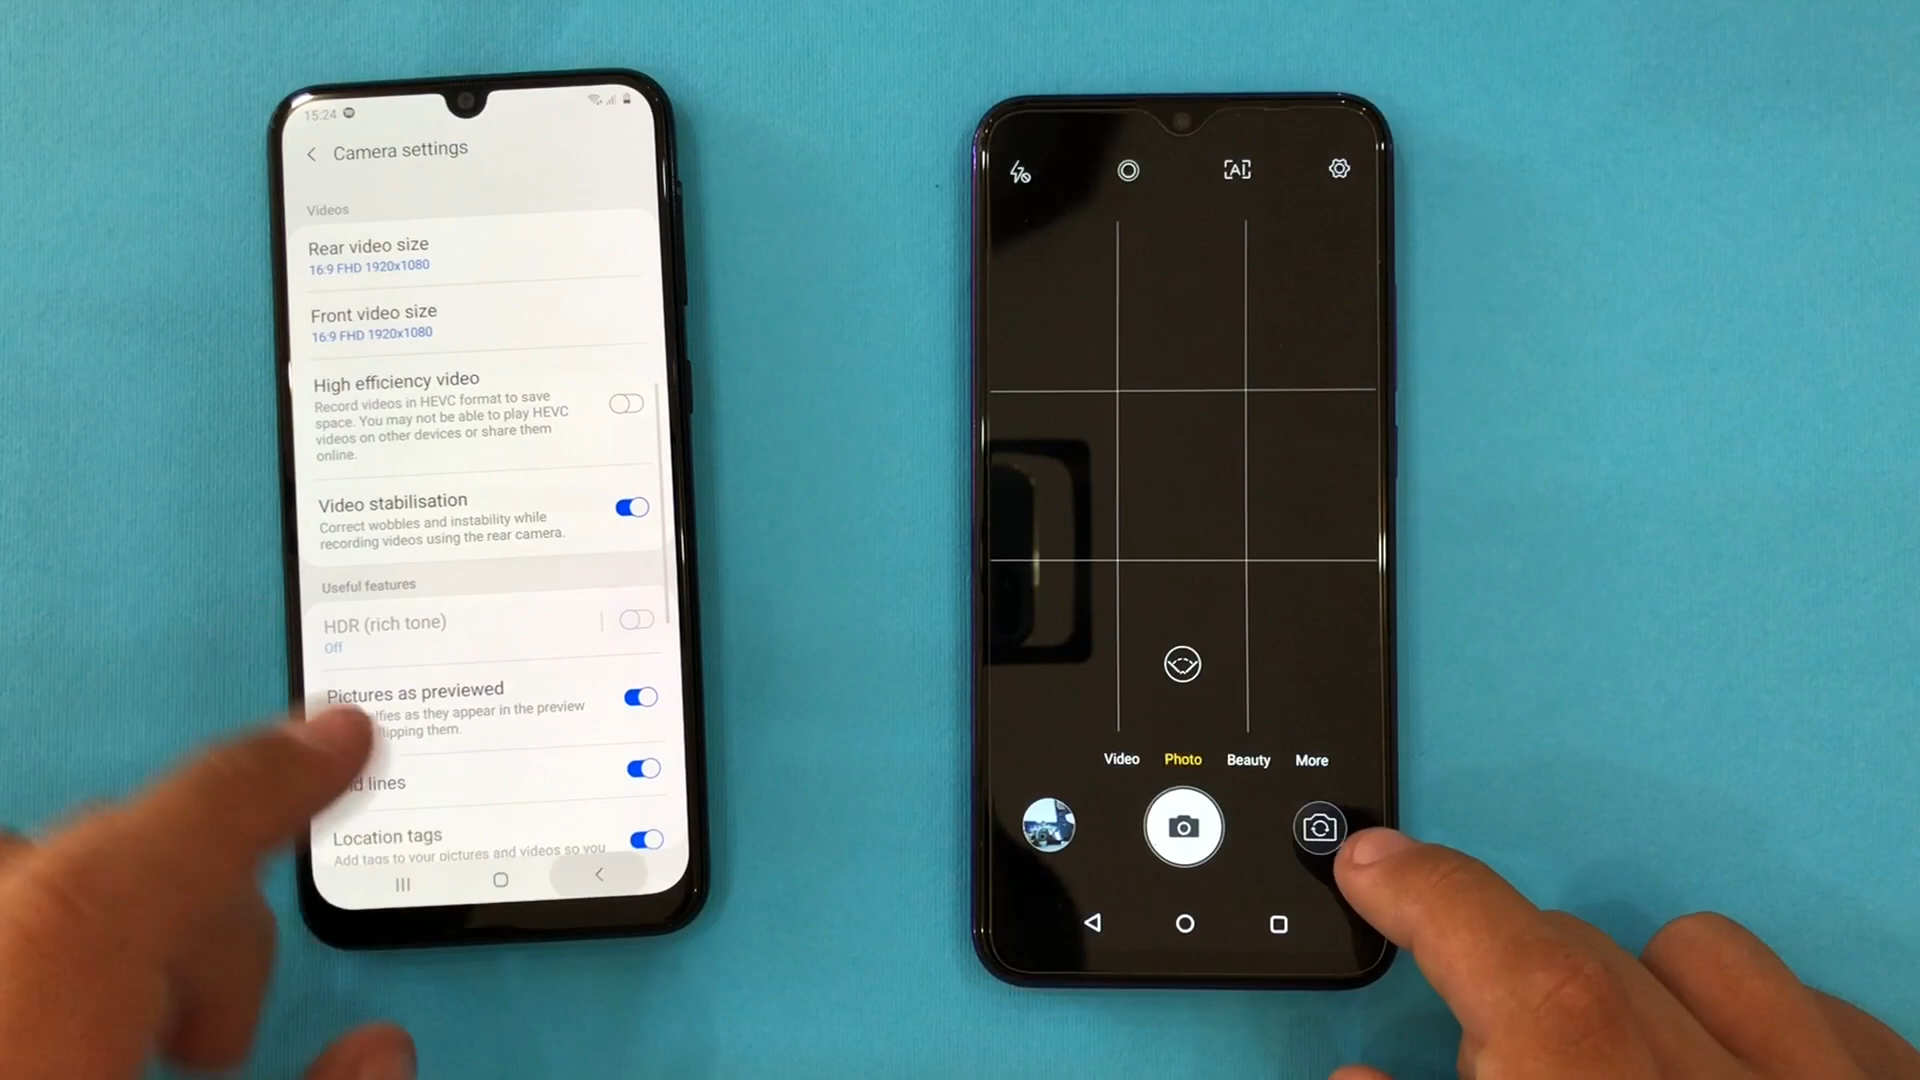 15:24
Camera settings
Videos
Rear video size
16:9 FHD 1920x1080
Front video size
16:9 FHD 1920x1080
High efficiency video
Record videos in HEVC format to save
space. You may not be able to play HEVC
videos on other devices or share them
online.
Video stabilisation
Correct wobbles and instability while
recording videos using the rear camera.
Useful features
HDR (rich tone)
Off
Pictures as previewed
as they appear in the preview
them.
lines
Location tags
Add tags to your pictures and videos so you
AI
Video Photo Beauty More